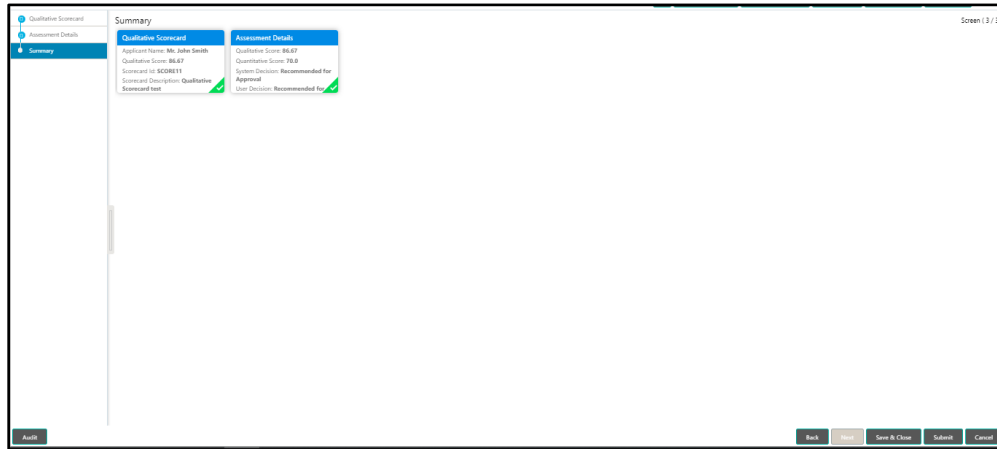 Qualitative Scorecard
Assessment Details
Summary
Summary
Screen ( 3 / 3
Qualitative Scorecard
Applicant Name: Mr. John Smith
Qualitative Score: 86.67
Scorecard Id: SCORE11
Scorecard Description: Qualitative
Scorecard test
Assessment Details
Qualitative Score: 86.67
Quantitative Score: 78.0
System Decision: Recommended for
Approval
User Decision: Recommended for
Audit
Back
Next
Save & Close
Submit
Cancel